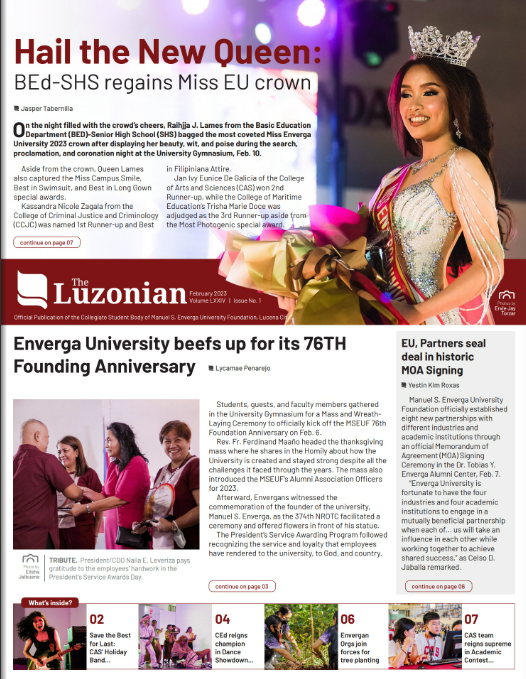 Hail the New Queen:
BEd-SHS regains Miss EU crown
Jasper Tabernilla
On the night filled with the crowd's cheers, Raihjja J. Lames from the Basic Education
Department (BED)-Senior High School (SHS) bagged the most coveted Miss Enverga
University 2023 crown after displaying her beauty, wit, and poise during the search,
proclamation, and coronation night at the University Gymnasium, Feb. 10.
Aside from the crown, Queen Lames
also captured the Miss Campus Smile,
Best in Swimsuit, and Best in Long Gown
special awards.
Kassandra Nicole Zagala from the
College of Criminal Justice and Criminology
(CCJC) was named 1st Runner-up and Best
in Filipiniana Attire.
Jan Ivy Eunice De Galicia of the College
of Arts and Sciences (CAS) won 2nd
Runner-up, while the College of Maritime
Education's Trisha Marie Doce was
adjudged as the 3rd Runner-up aside from
the Most Photogenic special award.
continue on page 07
The
Luzonian
February 2023
Volume LXXIV | Issue No. 1
Official Publication of the Collegiate Student Body of Manuel S. Enverga University Foundation, Lucena City
Photos by
Enverga University beefs up for its 76TH
Founding Anniversary
Lycamae Penarejo
Students, guests, and faculty members gathered
in the University Gymnasium for a Mass and Wreath-
Laying Ceremony to officially kick off the MSEUF 76th
Foundation Anniversary on Feb. 6.
Rev. Fr. Ferdinand Maaño headed the thanksgiving
mass where he shares in the Homily about how the
University is created and stayed strong despite all the
challenges it faced through the years. The mass also
introduced the MSEUF's Alumni Association Officers
for 2023.
Afterward, Envergans witnessed the
commemoration of the founder of the university,
Manuel S. Enverga, as the 374th NROTC facilitated a
ceremony and offered flowers in front of his statue.
The President's Service Awarding Program followed
recognizing the service and loyalty that employees
have rendered to the university, to God, and country.
continue on page 03
Photo by
TRIBUTE. President/COO Naila E. Leveriza pays
gratitude to the employees' hardwork in the
President's Service Awards Day.
EU, Partners seal
deal in historic
MOA Signing
Yestin Kim Roxas
Manuel S. Enverga University
Foundation officially established
eight new partnerships with
different industries and
academic institutions through
an official Memorandum of
Agreement (MOA) Signing
Ceremony in the Dr. Tobias Y.
Enverga Alumni Center, Feb. 7.
"Enverga University is
fortunate to have the four
industries and four academic
institutions to engage in a
mutually beneficial partnership
when each of... us will take an
influence in each other while
working together to achieve
shared success," as Celso D.
Jaballa remarked.
continue on page 06
What's inside?
02
Save the Best
for Last:
CAS' Holiday
Band...
04
CEd reigns
champion
in Dance
Showdown...
06
Envergan
Orgs join
forces for
tree planting
07
CAS team
reigns supreme
in Academic
Contest...